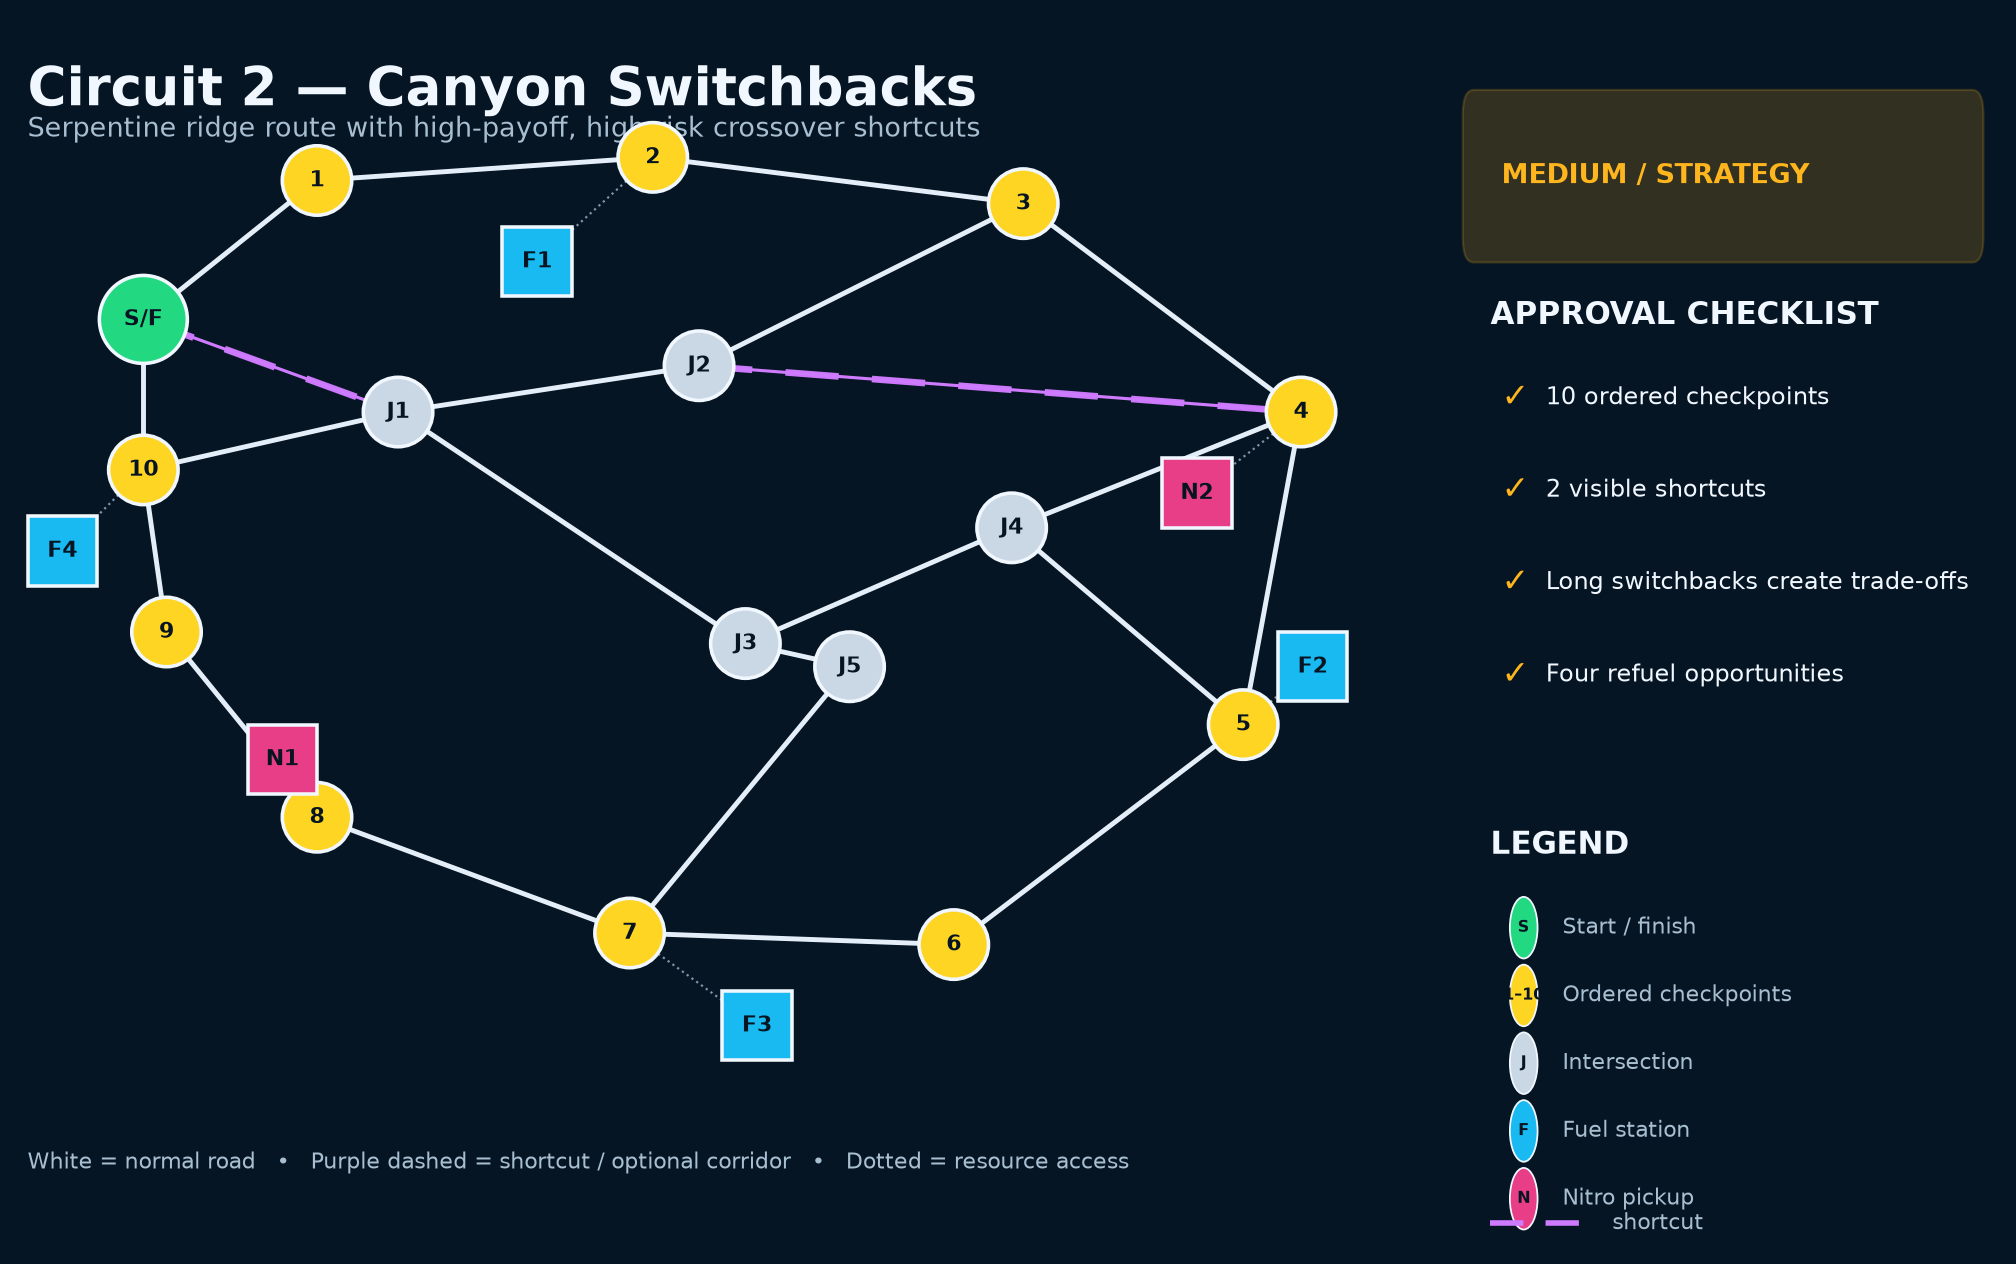 Circuit 2 — Canyon Switchbacks
Serpentine ridge route with high-payoff, high-risk crossover shortcuts
1
2
3
F1
S/F
J2
J1
4
10
N2
J4
F4
9
J3
J5
F2
5
N1
8
7
6
F3
White = normal road • Purple dashed = shortcut / optional corridor • Dotted = resource access
MEDIUM / STRATEGY
APPROVAL CHECKLIST
✓ 10 ordered checkpoints
✓ 2 visible shortcuts
✓ Long switchbacks create trade-offs
✓ Four refuel opportunities
LEGEND
S Start / finish
1–10 Ordered checkpoints
J Intersection
F Fuel station
N Nitro pickup
shortcut